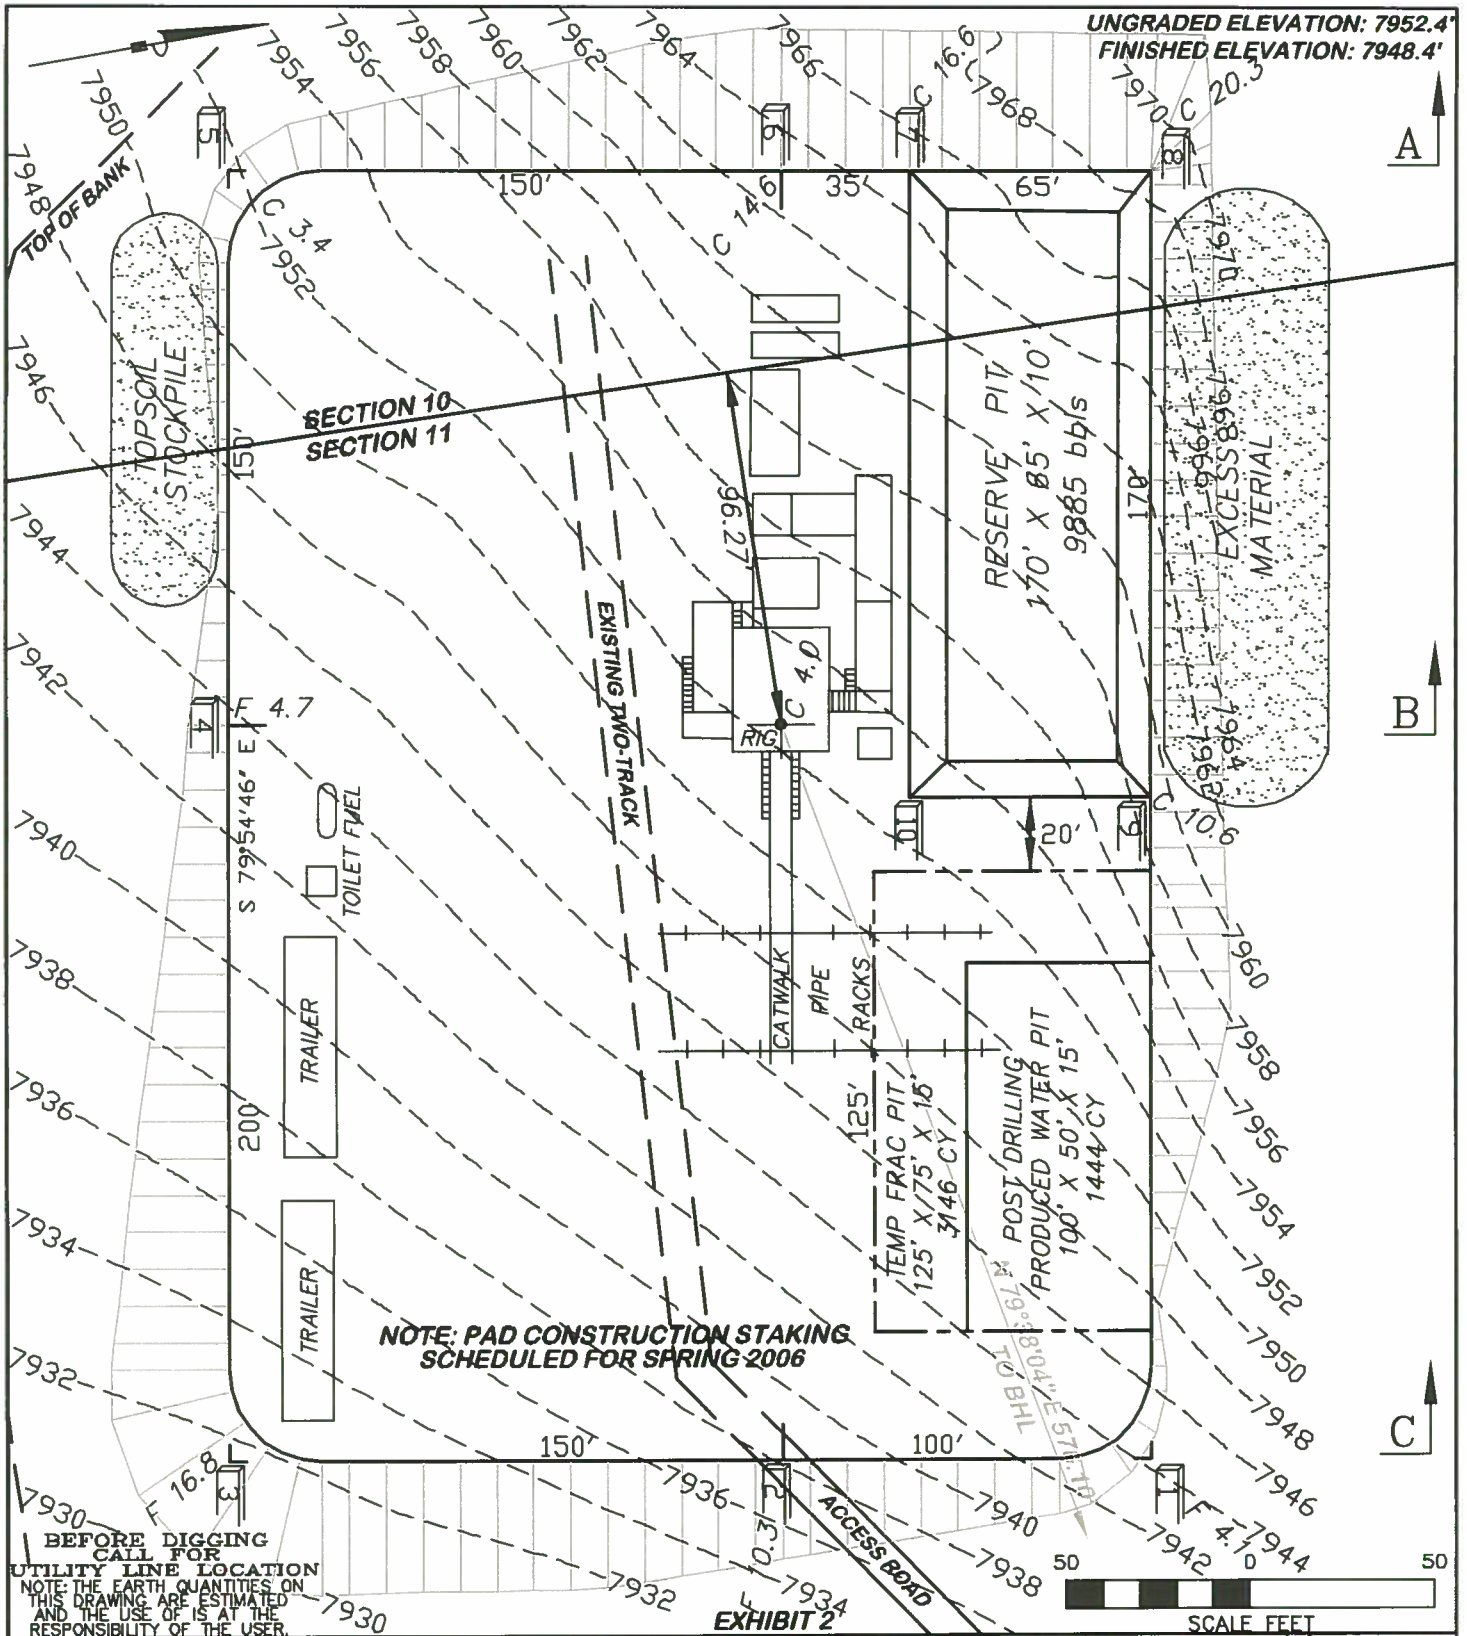 UNGRADED ELEVATION: 7952.4'
FINISHED ELEVATION: 7948.4'
7954
7956
7958
7960
7962
7964
7966
C 16.6
7968
7970
C 20.3
7950
7948
TOP OF BANK
5
6
7
8
A
150'
35'
65'
C 3.4
7952
C 14.6
7970
7946
TOPSOIL
STOCKPILE
150'
SECTION 10
SECTION 11
96.27'
RESERVE PIT
170' X 85' X 10'
9885 bbls
170'
7968
7966
EXCESS
MATERIAL
7944
7942
EXISTING TWO-TRACK
4
F 4.7
C 4.0
RIG
7964
7962
B
S 79°54'46" E
FUEL
TOILET
10
9
C 10.6
20'
7940
7938
TRAILER
CATWALK
PIPE
RACKS
7960
7958
7936
200'
125'
TEMP FRAC PIT
125' X 75' X 15'
3146 CY
POST DRILLING
PRODUCED WATER PIT
100' X 50' X 15'
1444 CY
7956
7954
7934
TRAILER
7952
7950
NOTE: PAD CONSTRUCTION STAKING
SCHEDULED FOR SPRING 2006
TO BHL
7932
7948
C
150'
100'
F 16.8
3
2
1
7936
7946
7930
F 10.3
ACCESS ROAD
7940
F 4.1
7944
7942
7938
7932
7934
7930
BEFORE DIGGING
CALL FOR
UTILITY LINE LOCATION
NOTE: THE EARTH QUANTITIES ON
THIS DRAWING ARE ESTIMATED
AND THE USE OF IS AT THE
RESPONSIBILITY OF THE USER.
EXHIBIT 2
50
0
50
SCALE FEET